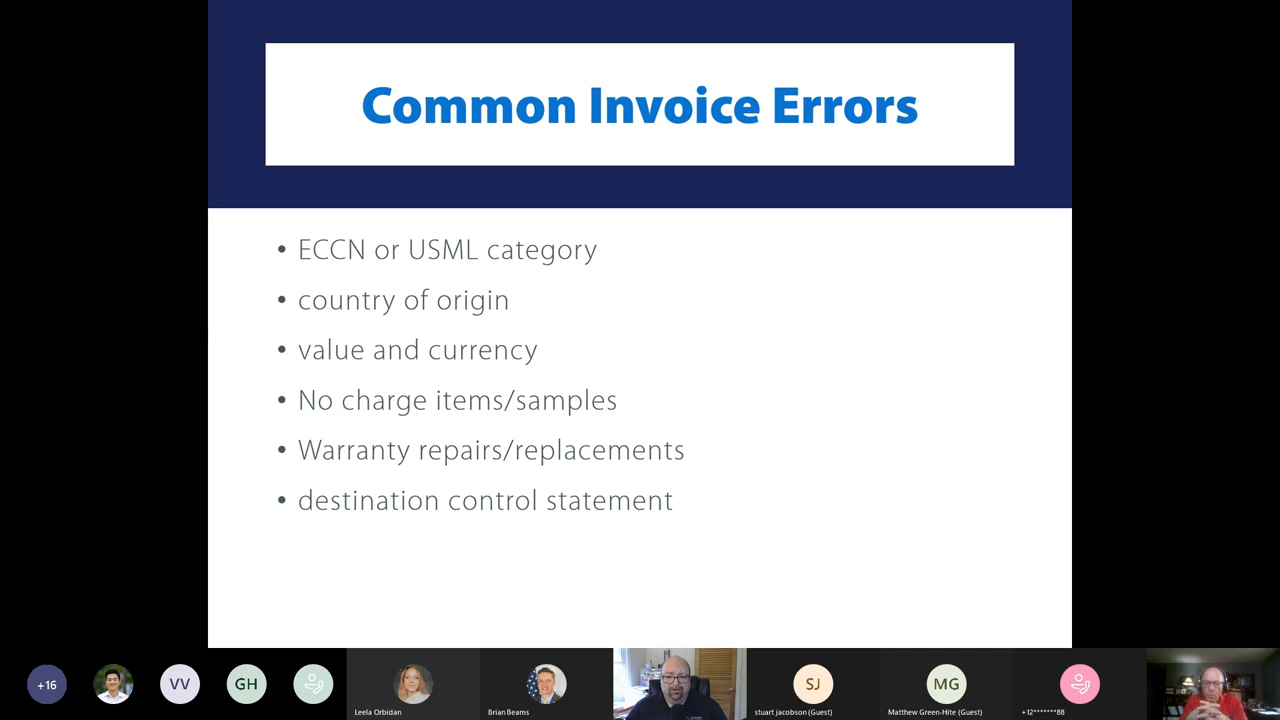 Common Invoice Errors
• ECCN or USML category
• country of origin
• value and currency
• No charge items/samples
• Warranty repairs/replacements
• destination control statement
+16
VV
GH
SJ
MG
Leela Orbidan
Brian Beams
stuart jacobson (Guest)
Matthew Green-Hite (Guest)
+12*******88